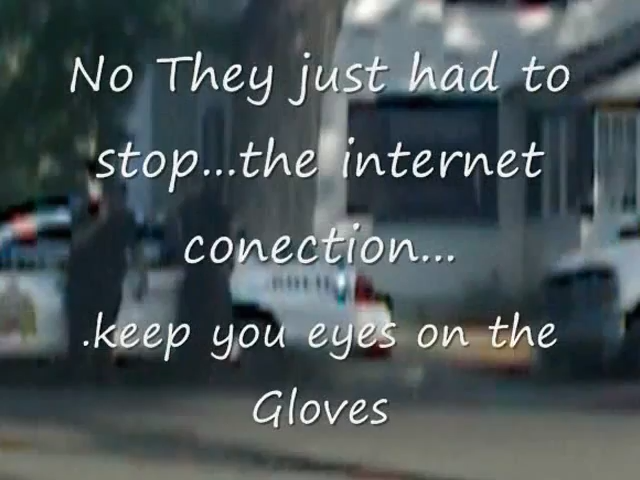 No They just had to
stop...the internet
conection...
.keep you eyes on the
Gloves